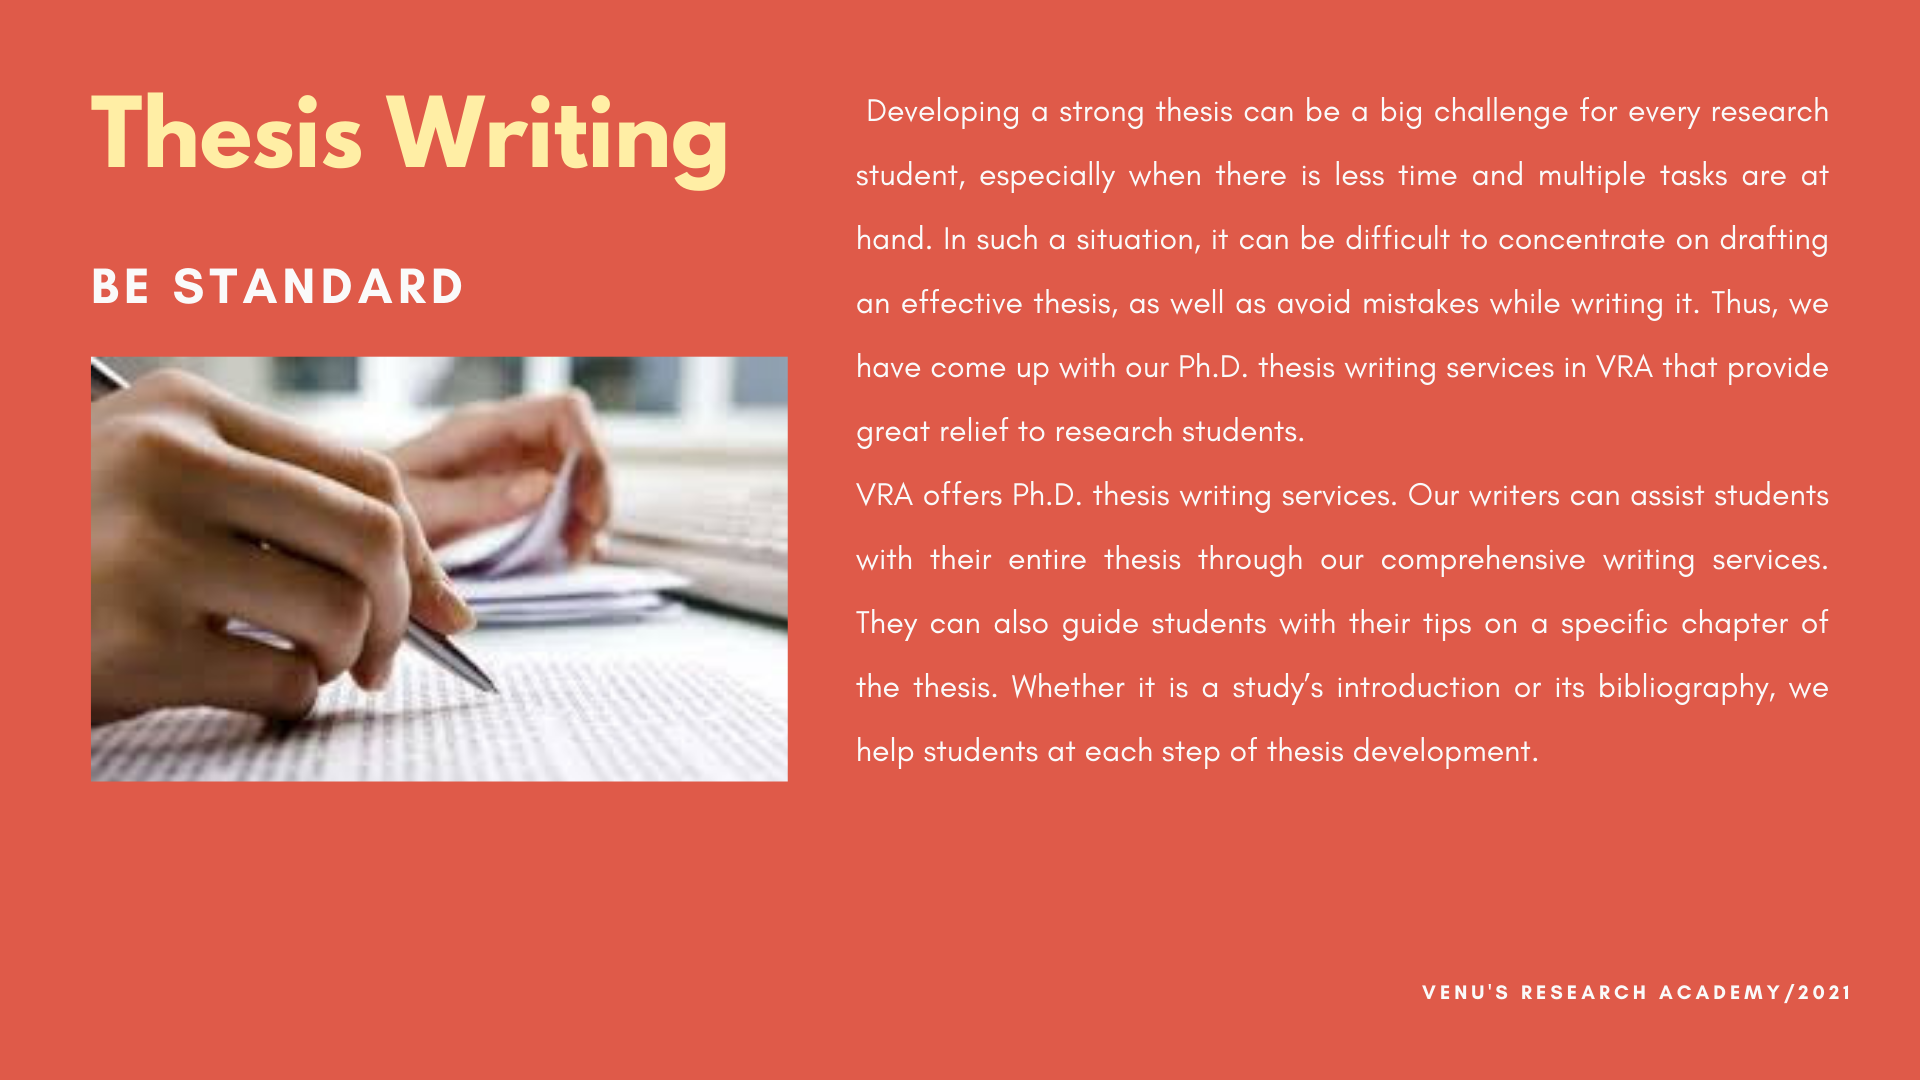 Thesis Writing
BE STANDARD
Developing a strong thesis can be a big challenge for every research
student, especially when there is less time and multiple tasks are at
hand. In such a situation, it can be difficult to concentrate on drafting
an effective thesis, as well as avoid mistakes while writing it. Thus, we
have come up with our Ph.D. thesis writing services in VRA that provide
great relief to research students.
VRA offers Ph.D. thesis writing services. Our writers can assist students
with their entire thesis through our comprehensive writing services.
They can also guide students with their tips on a specific chapter of
the thesis. Whether it is a study’s introduction or its bibliography, we
help students at each step of thesis development.
VENU'S RESEARCH ACADEMY/2021